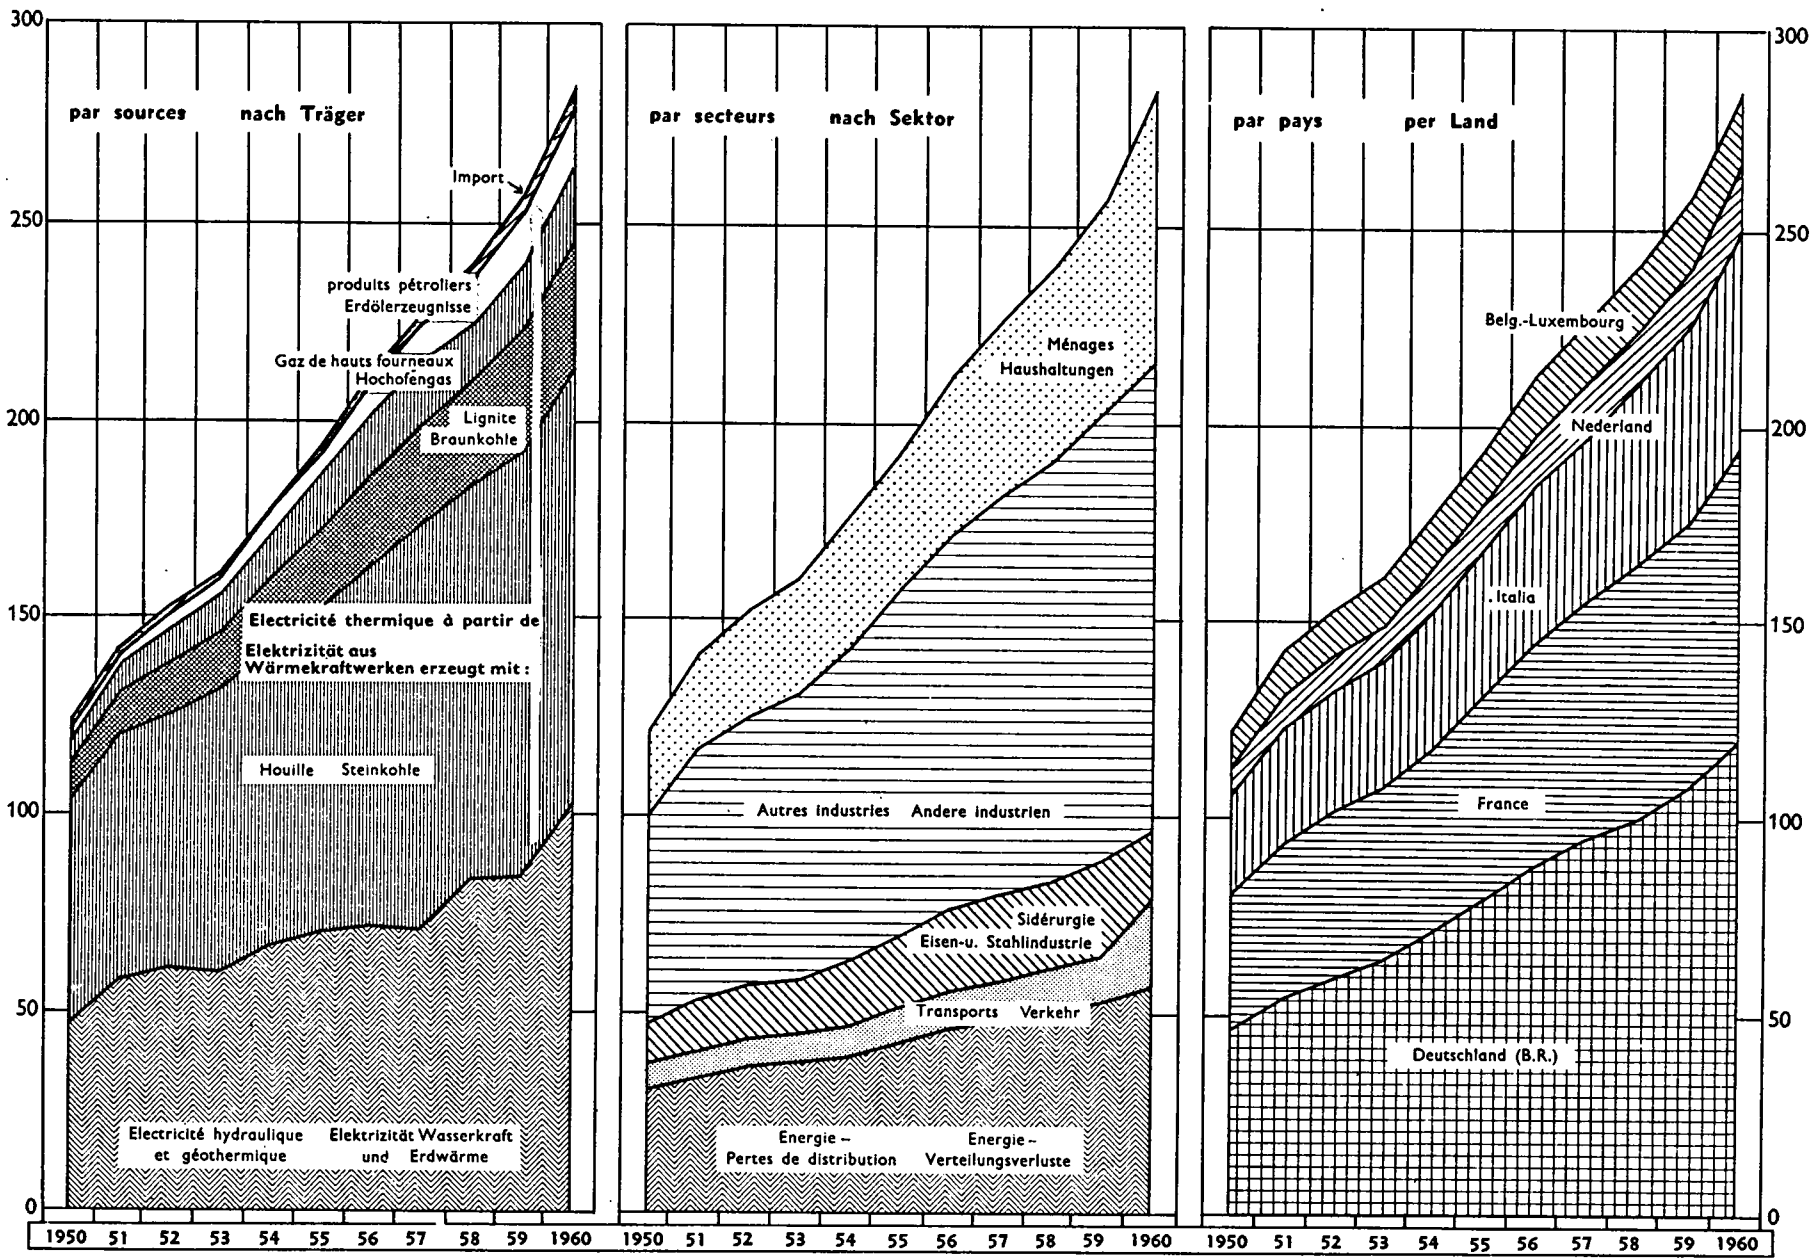 300
250
200
150
100
50
0
par sources nach Träger
Import
produits pétroliers
Erdölerzeugnisse
Gaz de hauts fourneaux
Hochofengas
Lignite
Braunkohle
Electricité thermique à partir de
Elektrizität aus
Wärmekraftwerken erzeugt mit :
Houille Steinkohle
Electricité hydraulique Elektrizität Wasserkraft
et géothermique und Erdwärme
1950 51 52 53 54 55 56 57 58 59 1960
par secteurs nach Sektor
Ménages
Haushaltungen
Autres industries Andere industrien
Sidérurgie
Eisen-u. Stahlindustrie
Transports Verkehr
Energie – Energie –
Pertes de distribution Verteilungsverluste
1950 51 52 53 54 55 56 57 58 59 1960
par pays per Land
Belg.-Luxembourg
Nederland
Italia
France
Deutschland (B.R.)
1950 51 52 53 54 55 56 57 58 59 1960
300
250
200
150
100
50
0